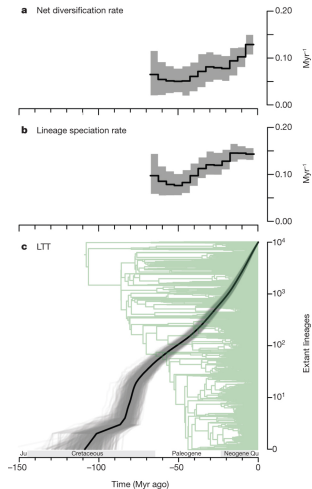 a Net diversification rate
0.20
0.10
0.00
Myr⁻¹
b Lineage speciation rate
0.20
0.10
0.00
Myr⁻¹
c LTT
10⁴
10³
10²
10
0
Extant lineages
Ju Cretaceous Paleogene Neogene Qu
−150 −100 −50 0
Time (Myr ago)